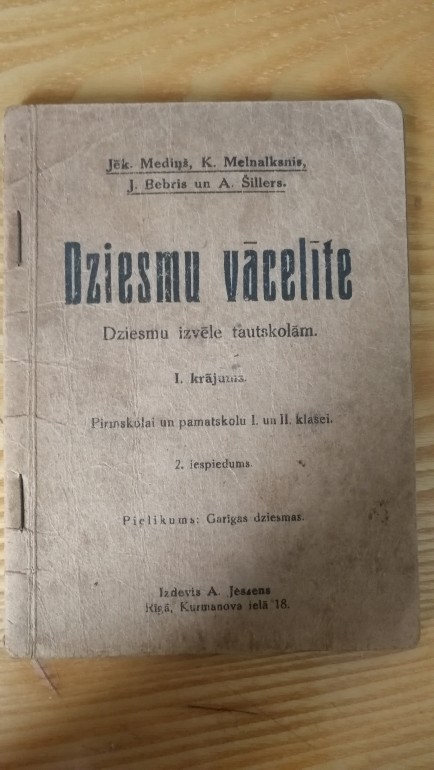 Jēk. Mediņš, K. Melnalksnis,
J. Bebris un A. Šillers.
Dziesmu vācelīte
Dziesmu izvēle tautskolām.
I. krājums.
Pirmskolai un pamatskolu I. un II. klasei.
2. iespiedums.
Pielikums: Garīgas dziesmas.
Izdevis A. Jēssens
Rīgā, Kurmanova ielā 18.